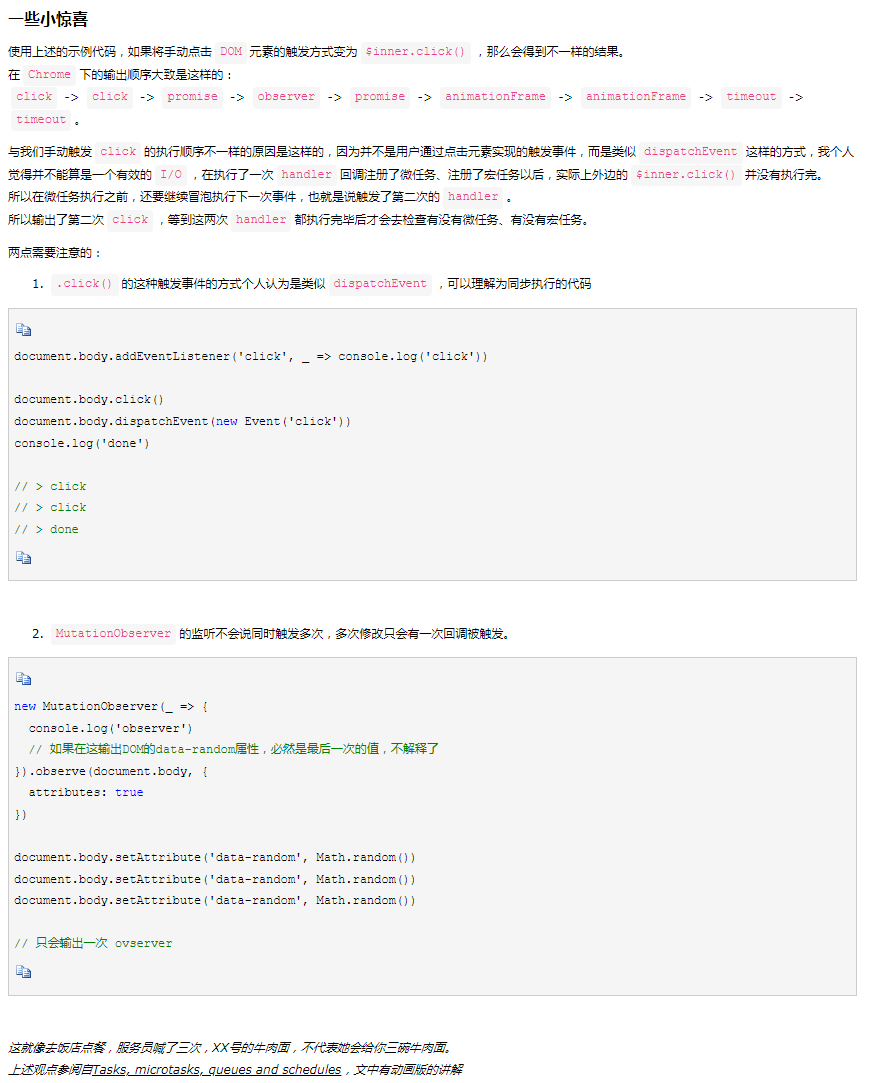 一些小惊喜
使用上述的示例代码，如果将手动点击 DOM 元素的触发方式变为 $inner.click() ，那么会得到不一样的结果。
在 Chrome 下的输出顺序大致是这样的：
click -> click -> promise -> observer -> promise -> animationFrame -> animationFrame -> timeout ->
timeout 。
与我们手动触发 click 的执行顺序不一样的原因是这样的，因为并不是用户通过点击元素实现的触发事件，而是类似 dispatchEvent 这样的方式，我个人
觉得并不能算是一个有效的 I/O ，在执行了一次 handler 回调注册了微任务、注册了宏任务以后，实际上外边的 $inner.click() 并没有执行完。
所以在微任务执行之前，还要继续冒泡执行下一次事件，也就是说触发了第二次的 handler 。
所以输出了第二次 click ，等到这两次 handler 都执行完毕后才会去检查有没有微任务、有没有宏任务。
两点需要注意的：
1. .click() 的这种触发事件的方式个人认为是类似 dispatchEvent ，可以理解为同步执行的代码
document.body.addEventListener('click', _ => console.log('click'))
document.body.click()
document.body.dispatchEvent(new Event('click'))
console.log('done')
// > click
// > click
// > done
2. MutationObserver 的监听不会说同时触发多次，多次修改只会有一次回调被触发。
new MutationObserver(_ => {
console.log('observer')
// 如果在这输出DOM的data-random属性，必然是最后一次的值，不解释了
}).observe(document.body, {
attributes: true
})
document.body.setAttribute('data-random', Math.random())
document.body.setAttribute('data-random', Math.random())
document.body.setAttribute('data-random', Math.random())
// 只会输出一次 ovserver
这就像去饭店点餐，服务员喊了三次，XX号的牛肉面，不代表她会给你三碗牛肉面。
上述观点参阅自Tasks, microtasks, queues and schedules，文中有动画版的讲解